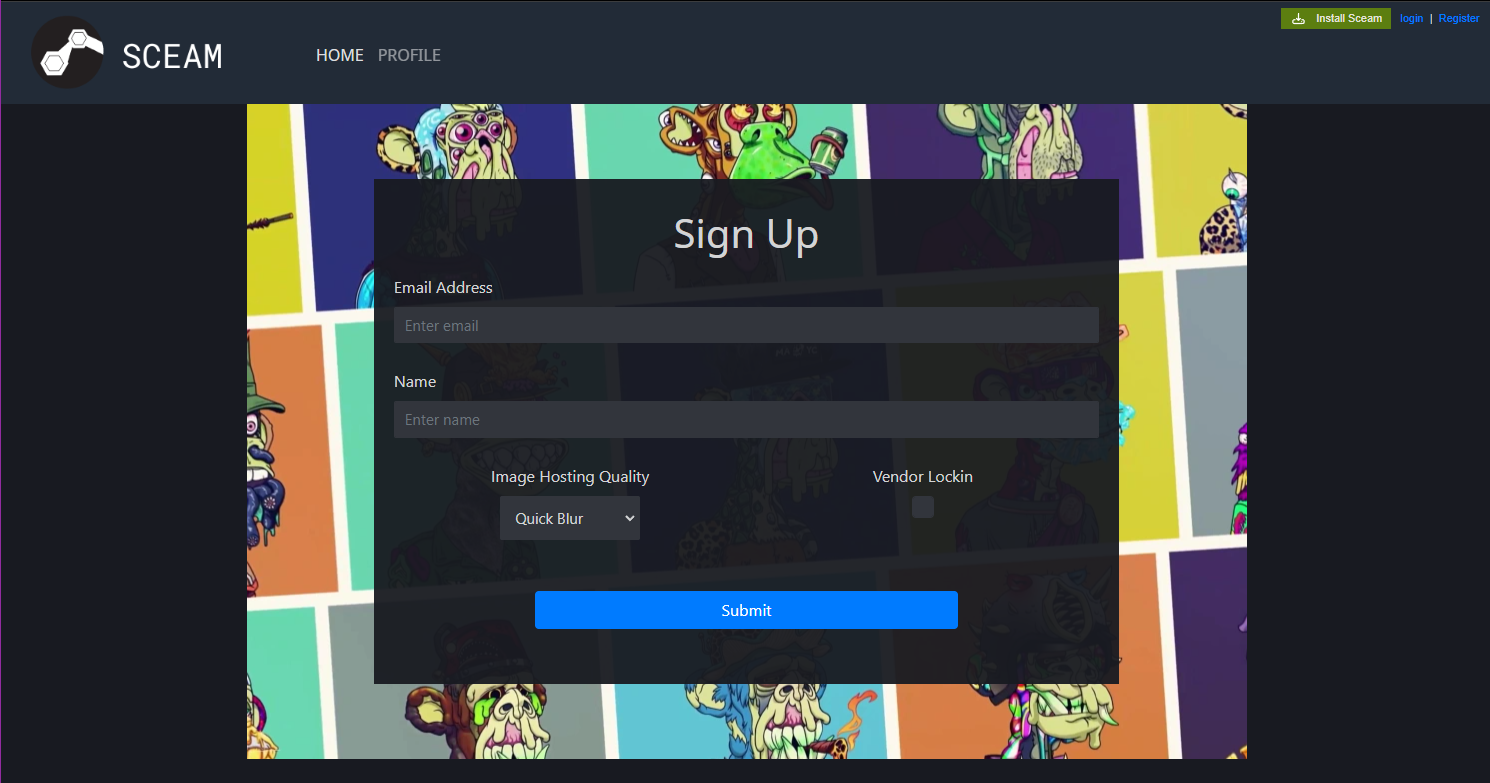 SCEAM
HOME PROFILE
Install Sceam login | Register
Sign Up
Email Address
Enter email
Name
Enter name
Image Hosting Quality
Vendor Lockin
Quick Blur
Submit